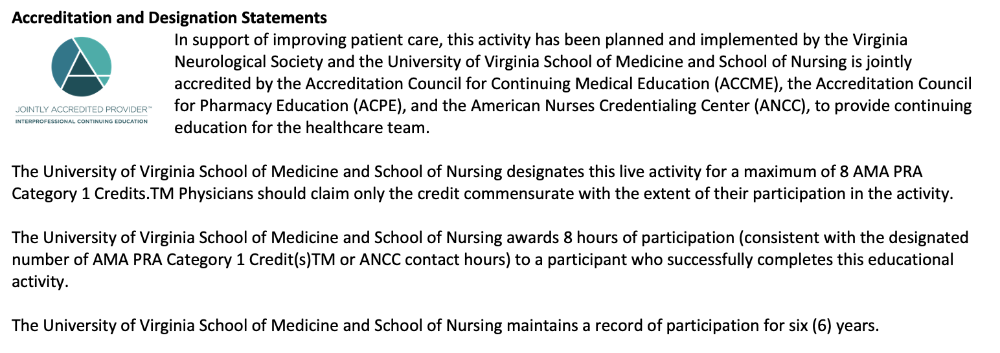 Accreditation and Designation Statements
In support of improving patient care, this activity has been planned and implemented by the Virginia
Neurological Society and the University of Virginia School of Medicine and School of Nursing is jointly
accredited by the Accreditation Council for Continuing Medical Education (ACCME), the Accreditation Council
for Pharmacy Education (ACPE), and the American Nurses Credentialing Center (ANCC), to provide continuing
education for the healthcare team.
JOINTLY ACCREDITED PROVIDER™
INTERPROFESSIONAL CONTINUING EDUCATION
The University of Virginia School of Medicine and School of Nursing designates this live activity for a maximum of 8 AMA PRA
Category 1 Credits.TM Physicians should claim only the credit commensurate with the extent of their participation in the activity.
The University of Virginia School of Medicine and School of Nursing awards 8 hours of participation (consistent with the designated
number of AMA PRA Category 1 Credit(s)TM or ANCC contact hours) to a participant who successfully completes this educational
activity.
The University of Virginia School of Medicine and School of Nursing maintains a record of participation for six (6) years.